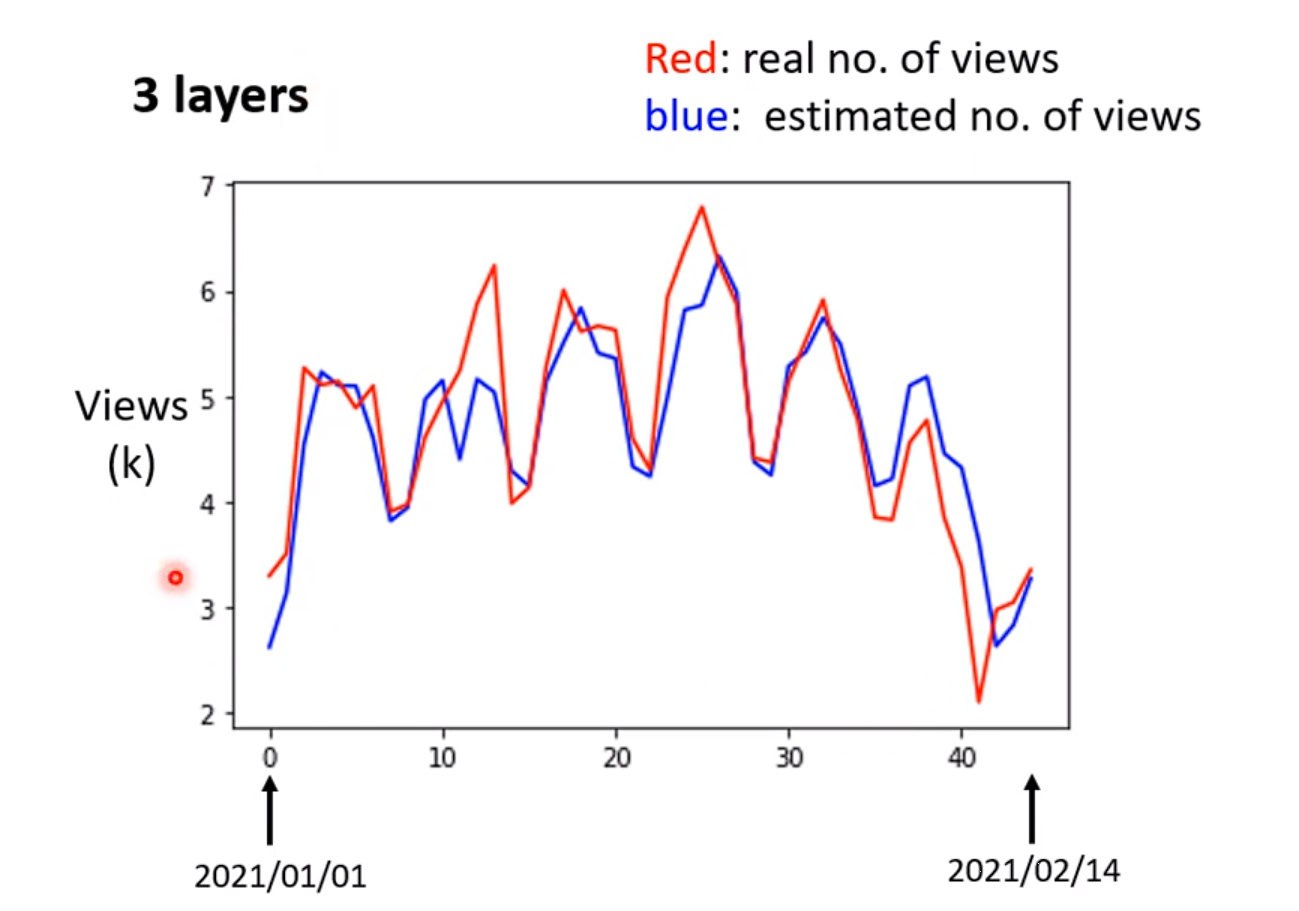 3 layers
Red: real no. of views
blue: estimated no. of views
7
6
Views
(k)
5
4
3
2
0 10 20 30 40
2021/01/01
2021/02/14